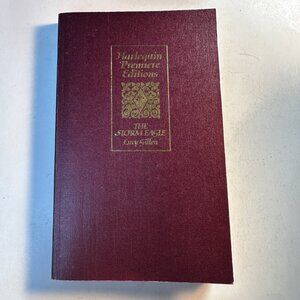 Harlequin
Premiere
Editions
THE
STORM EAGLE
Lucy Gillen